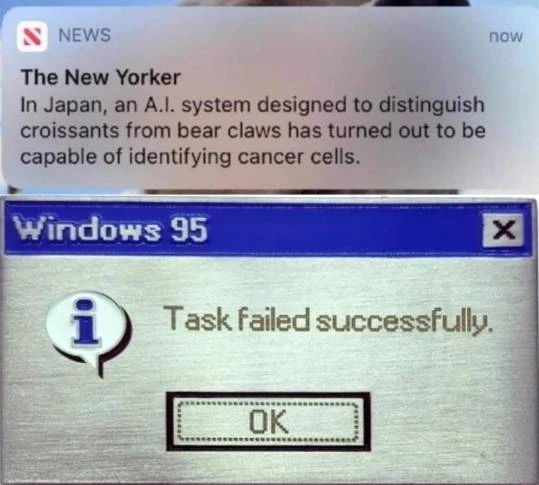 NEWS now
The New Yorker
In Japan, an A.I. system designed to distinguish
croissants from bear claws has turned out to be
capable of identifying cancer cells.
Windows 95
Task failed successfully.
OK